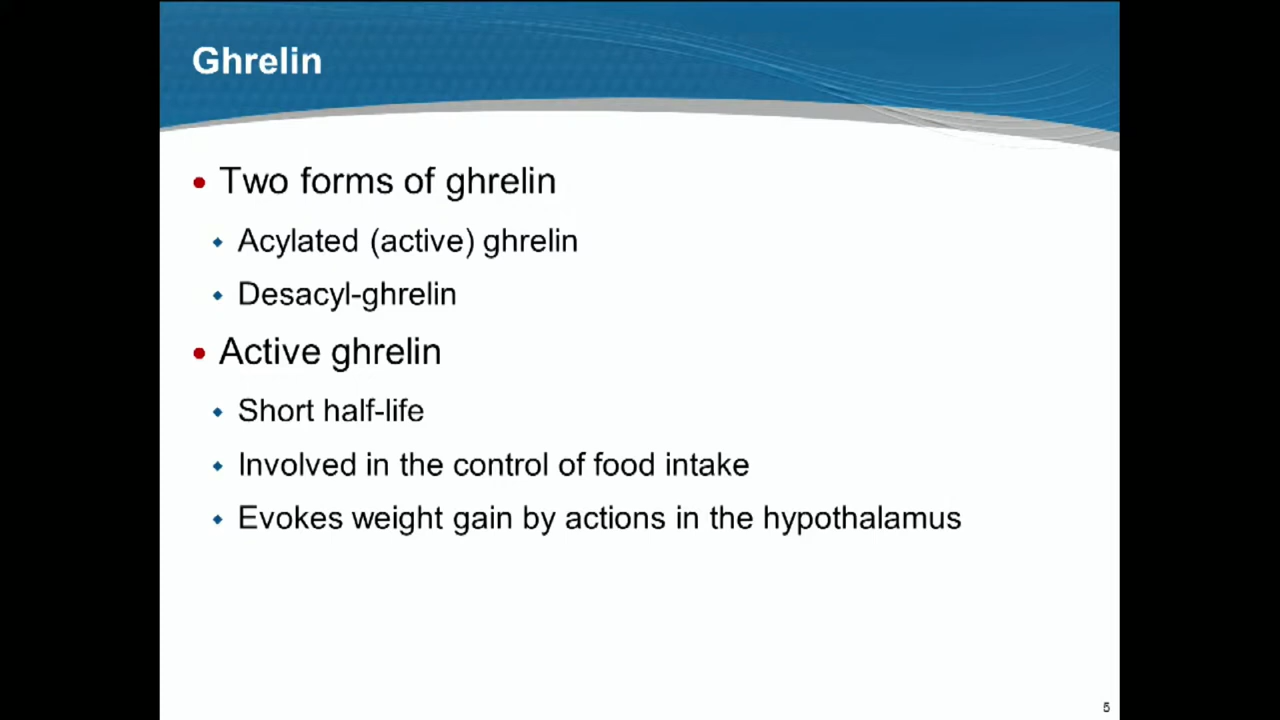 Ghrelin
• Two forms of ghrelin
⬥ Acylated (active) ghrelin
⬥ Desacyl-ghrelin
• Active ghrelin
⬥ Short half-life
⬥ Involved in the control of food intake
⬥ Evokes weight gain by actions in the hypothalamus
5